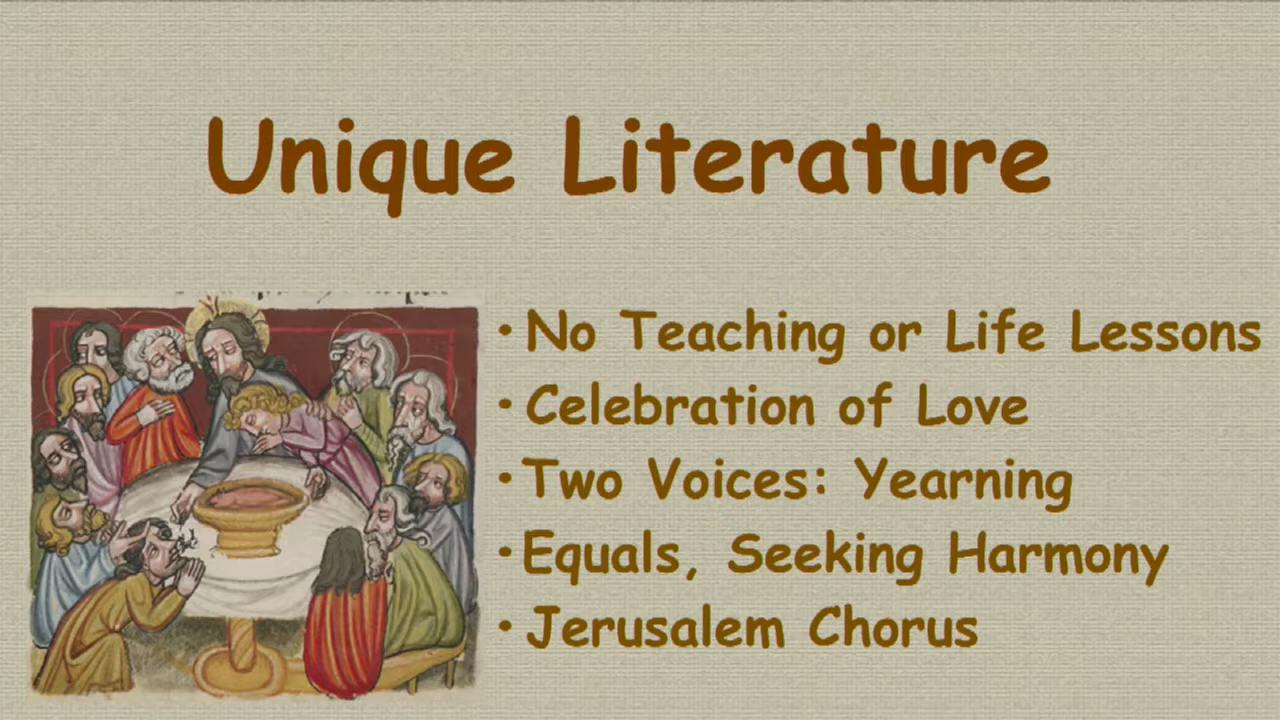 Unique Literature
• No Teaching or Life Lessons
• Celebration of Love
• Two Voices: Yearning
• Equals, Seeking Harmony
• Jerusalem Chorus